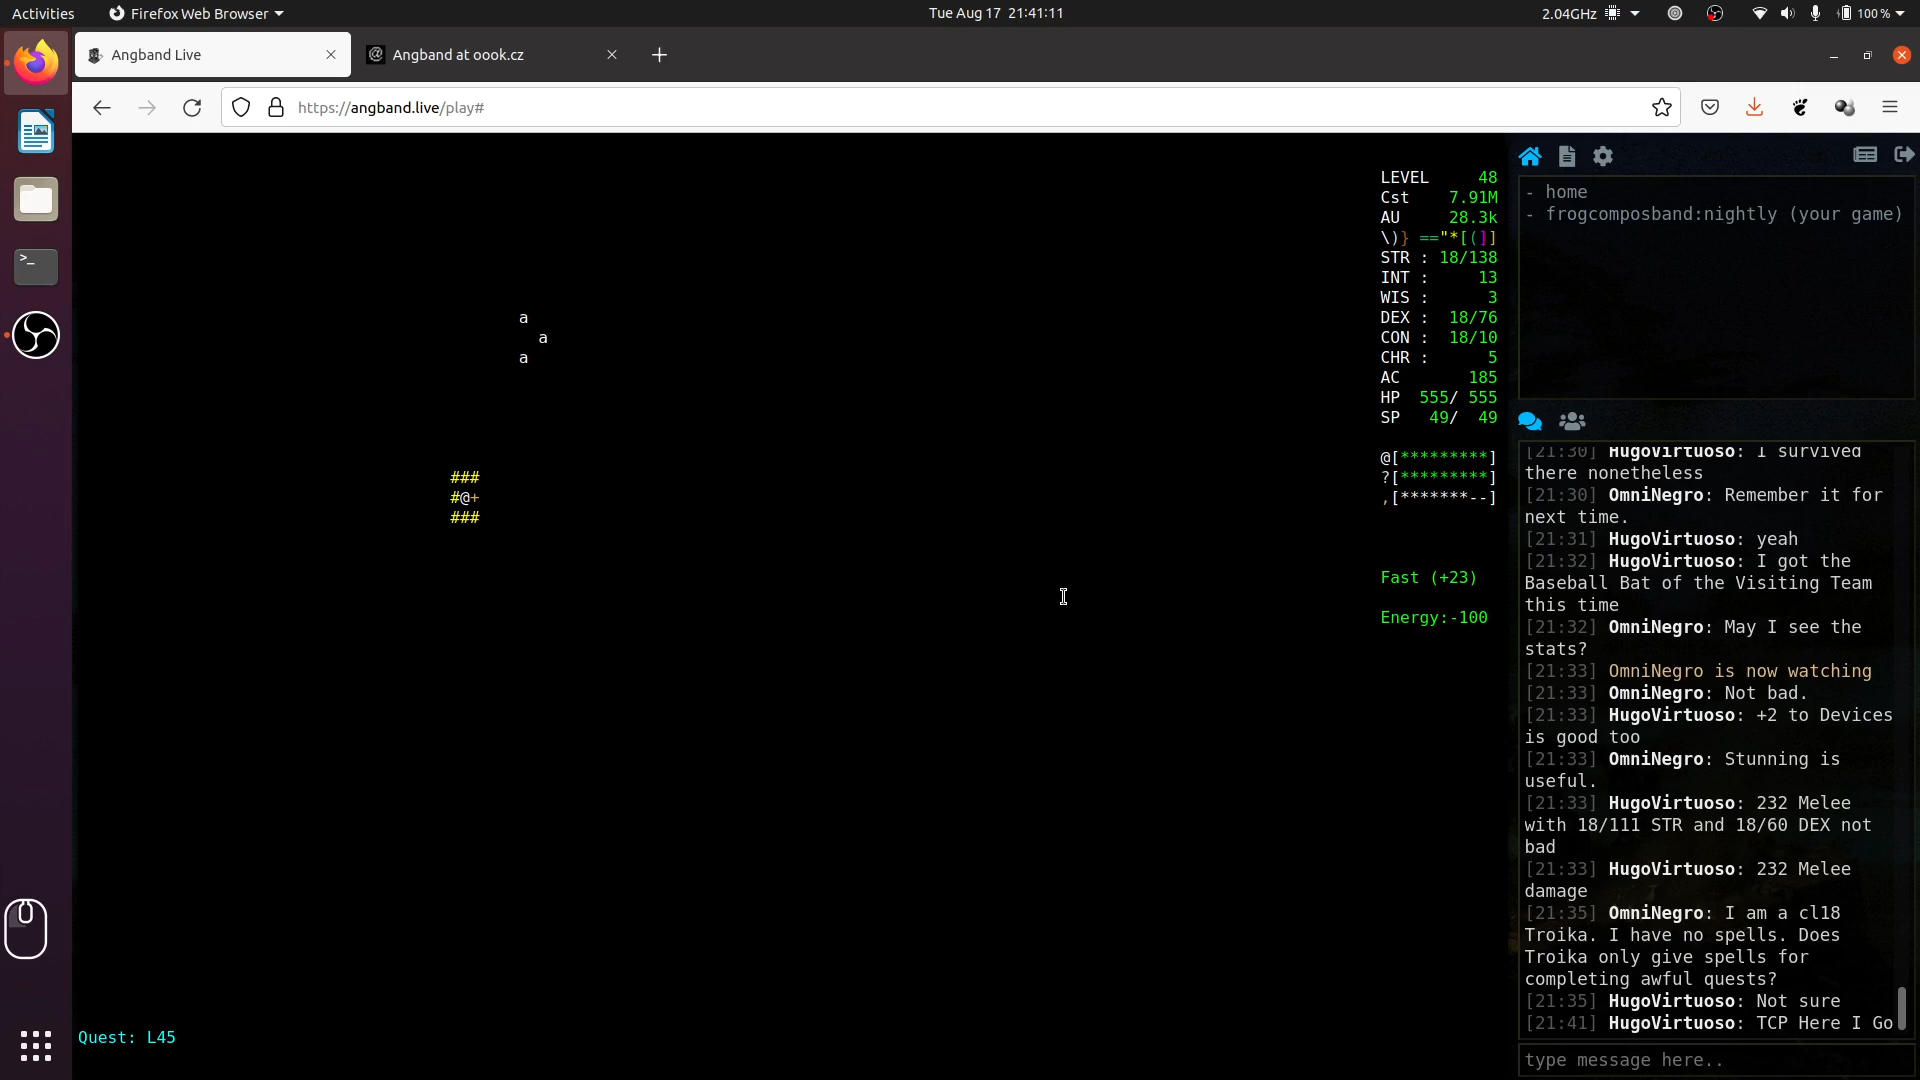 Activities
Firefox Web Browser
Tue Aug 17 21:41:11
2.04GHz
100 %
Angband Live
Angband at oook.cz
https://angband.live/play#
LEVEL 48
Cst 7.91M
AU 28.3k
\)} =="*[(]]
STR : 18/138
INT : 13
WIS : 3
DEX : 18/76
CON : 18/10
CHR : 5
AC 185
HP 555/ 555
SP 49/ 49
@[*********]
?[*********]
,[*******--]
Fast (+23)
Energy:-100
a
a
a
###
#@+
###
Quest: L45
- home
- frogcomposband:nightly (your game)
[21:30] HugoVirtuoso: I survived
there nonetheless
[21:30] OmniNegro: Remember it for
next time.
[21:31] HugoVirtuoso: yeah
[21:32] HugoVirtuoso: I got the
Baseball Bat of the Visiting Team
this time
[21:32] OmniNegro: May I see the
stats?
[21:33] OmniNegro is now watching
[21:33] OmniNegro: Not bad.
[21:33] HugoVirtuoso: +2 to Devices
is good too
[21:33] OmniNegro: Stunning is
useful.
[21:33] HugoVirtuoso: 232 Melee
with 18/111 STR and 18/60 DEX not
bad
[21:33] HugoVirtuoso: 232 Melee
damage
[21:35] OmniNegro: I am a cl18
Troika. I have no spells. Does
Troika only give spells for
completing awful quests?
[21:35] HugoVirtuoso: Not sure
[21:41] HugoVirtuoso: TCP Here I Go
type message here..